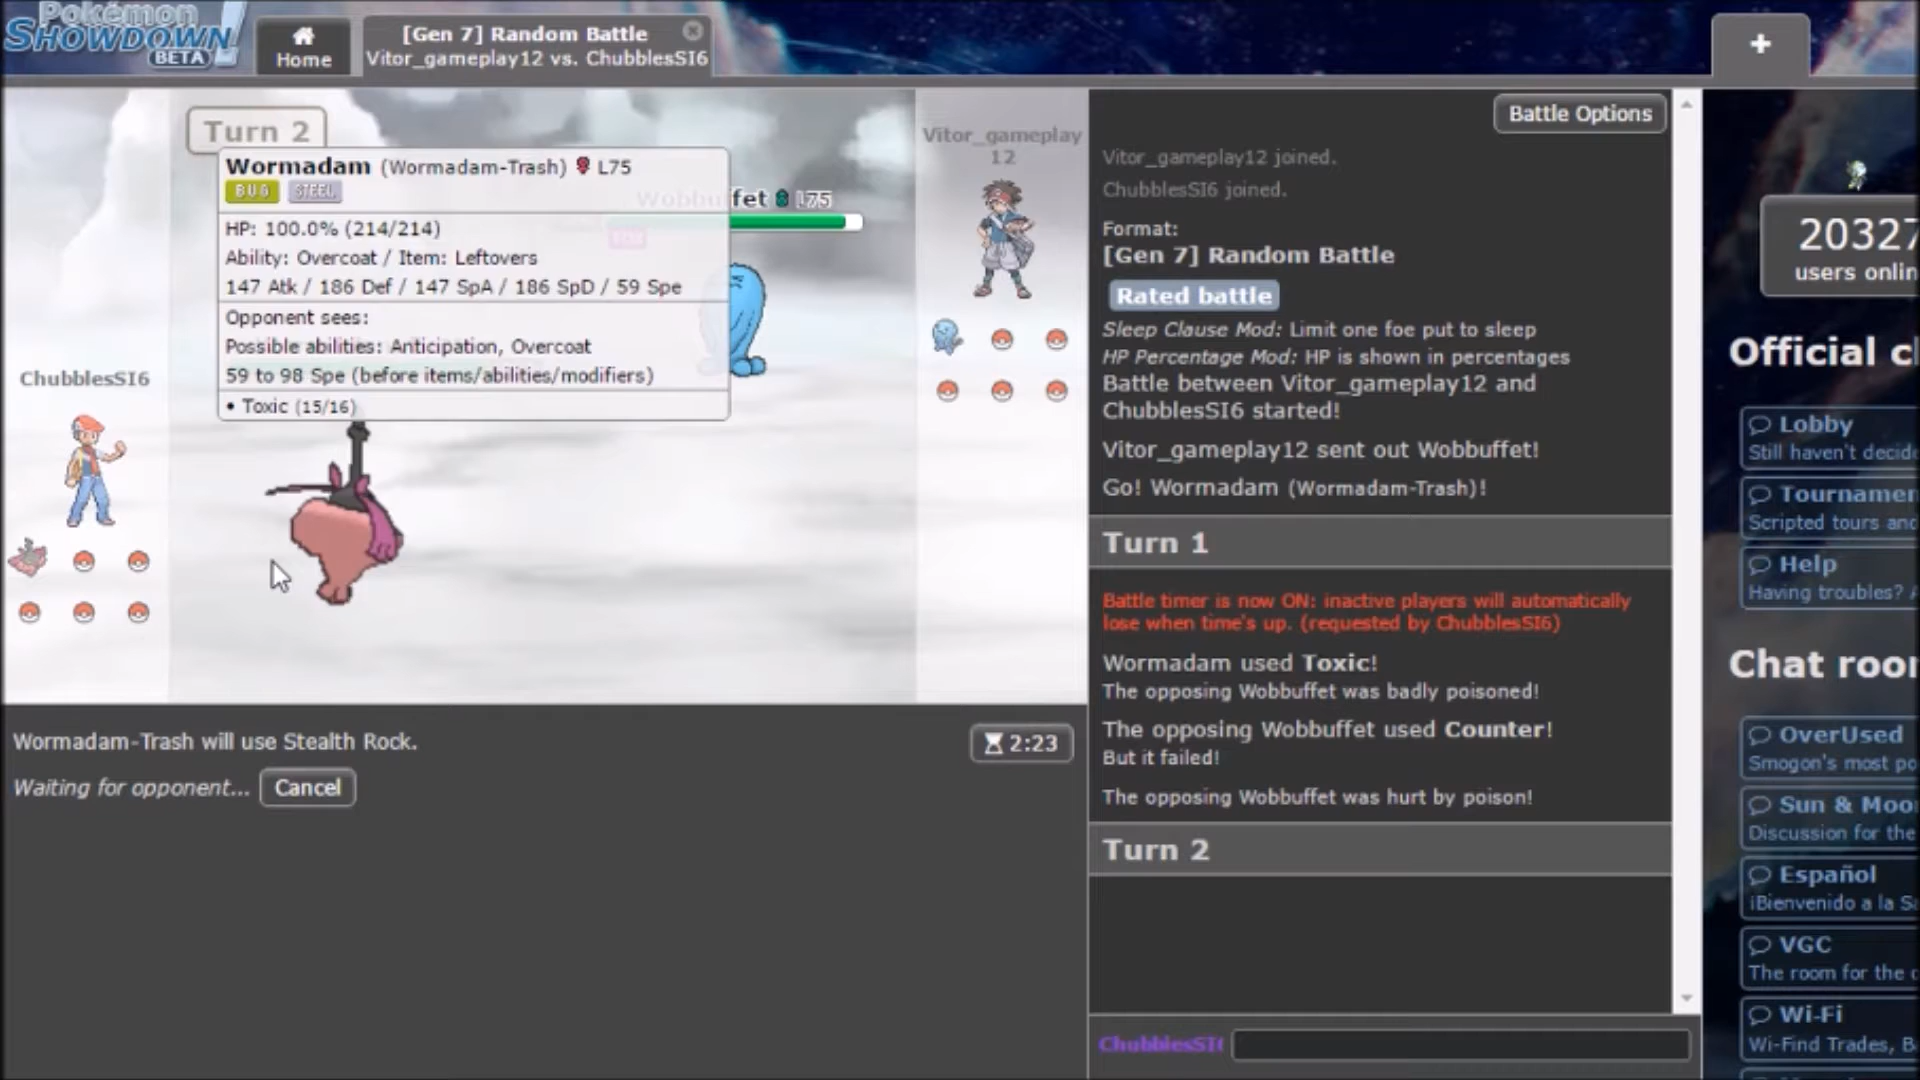 Pokémon
SHOWDOWN!
BETA
Home
[Gen 7] Random Battle
Vitor_gameplay12 vs. ChubblesSI6
+
Turn 2
Wormadam (Wormadam-Trash) L75
BUG STEEL
HP: 100.0% (214/214)
Ability: Overcoat / Item: Leftovers
147 Atk / 186 Def / 147 SpA / 186 SpD / 59 Spe
Opponent sees:
Possible abilities: Anticipation, Overcoat
59 to 98 Spe (before items/abilities/modifiers)
• Toxic (15/16)
Wobbuffet L75
ChubblesSI6
Vitor_gameplay
12
Wormadam-Trash will use Stealth Rock.
Waiting for opponent... Cancel
2:23
Battle Options
Vitor_gameplay12 joined.
ChubblesSI6 joined.
Format:
[Gen 7] Random Battle
Rated battle
Sleep Clause Mod: Limit one foe put to sleep
HP Percentage Mod: HP is shown in percentages
Battle between Vitor_gameplay12 and
ChubblesSI6 started!
Vitor_gameplay12 sent out Wobbuffet!
Go! Wormadam (Wormadam-Trash)!
Turn 1
Battle timer is now ON: inactive players will automatically
lose when time's up. (requested by ChubblesSI6)
Wormadam used Toxic!
The opposing Wobbuffet was badly poisoned!
The opposing Wobbuffet used Counter!
But it failed!
The opposing Wobbuffet was hurt by poison!
Turn 2
ChubblesSI
20327
users onlin
Official c
Lobby
Still haven't decide
Tournamen
Scripted tours and
Help
Having troubles?
Chat roo
OverUsed
Smogon's most po
Sun & Moo
Discussion for the
Español
¡Bienvenido a la S
VGC
The room for the
Wi-Fi
Wi-Find Trades, B